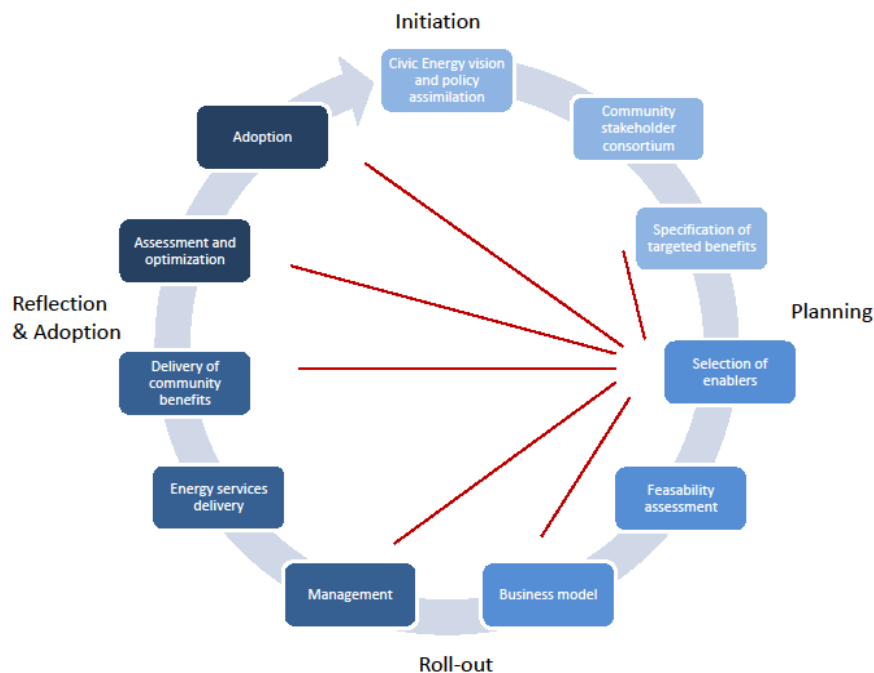 Initiation
Civic Energy vision
and policy
assimilation
Community
stakeholder
consortium
Specification of
targeted benefits
Planning
Selection of
enablers
Feasability
assessment
Business model
Roll-out
Management
Energy services
delivery
Delivery of
community
benefits
Reflection
& Adoption
Assessment and
optimization
Adoption